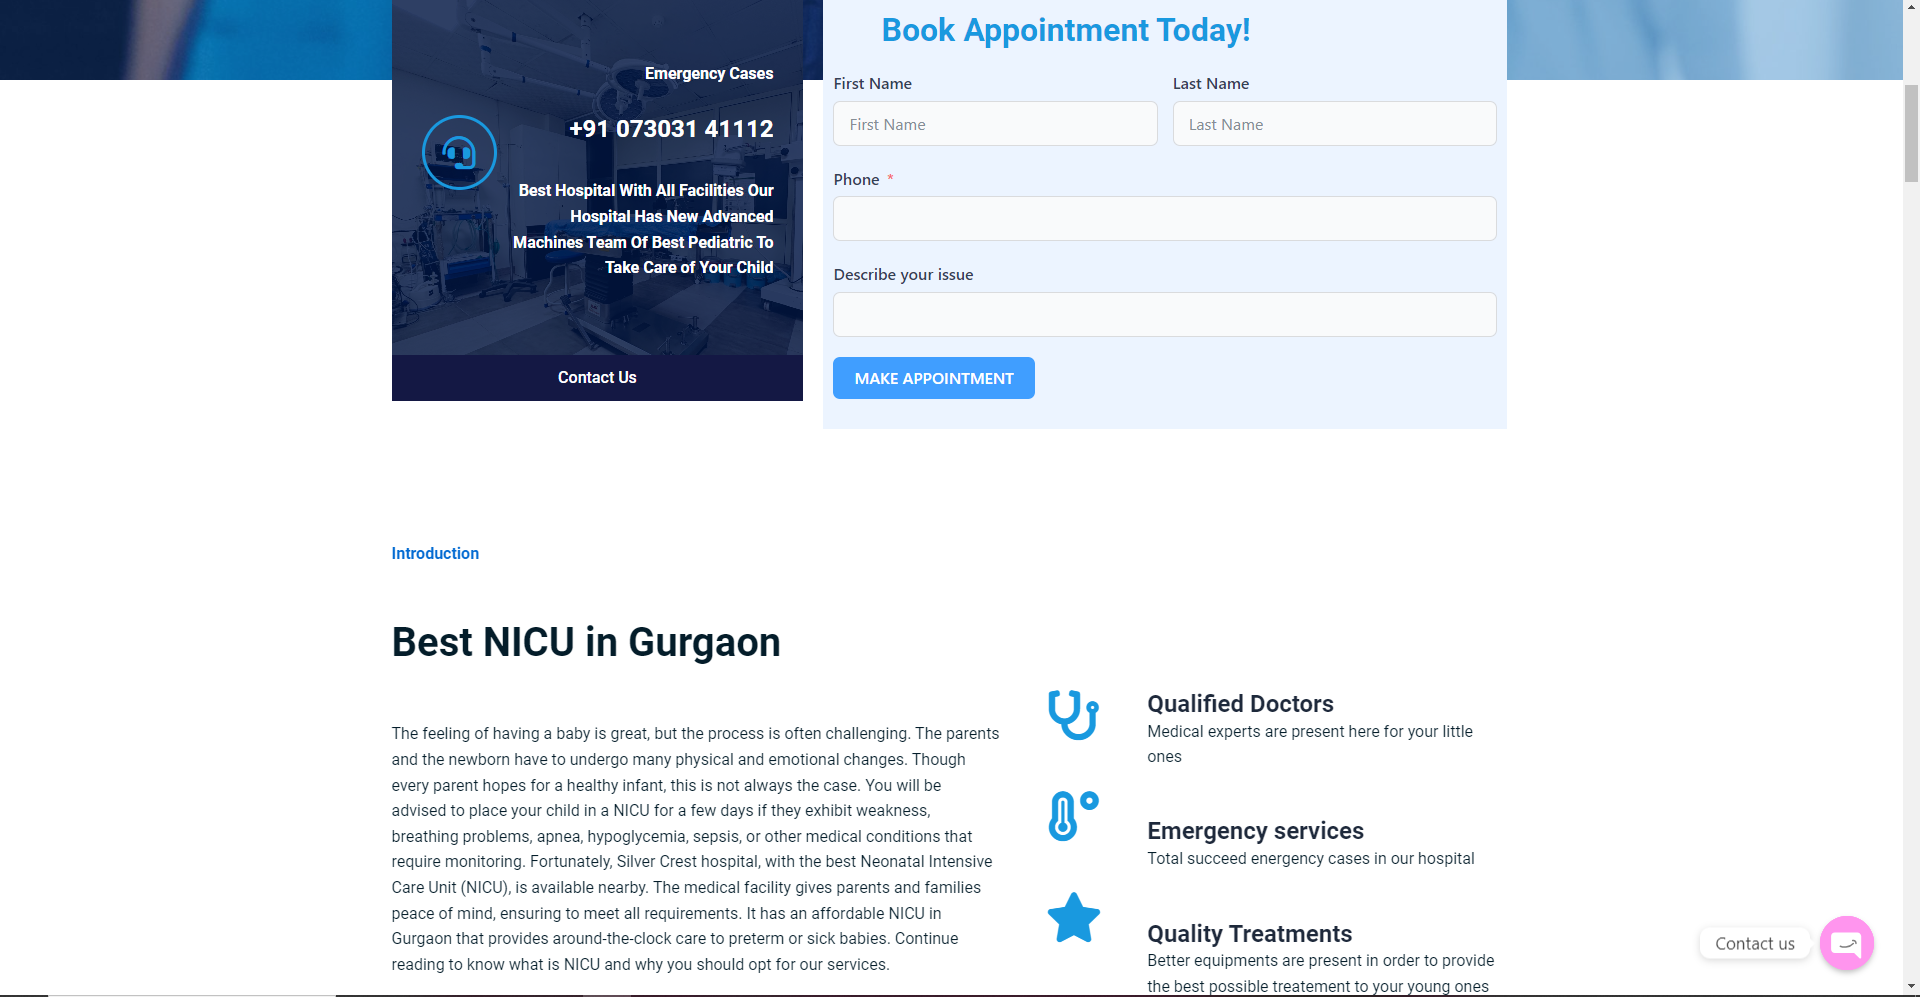 Emergency Cases
+91 073031 41112
Best Hospital With All Facilities Our
Hospital Has New Advanced
Machines Team Of Best Pediatric To
Take Care of Your Child
Contact Us
Book Appointment Today!
First Name
Last Name
First Name
Last Name
Phone *
Describe your issue
MAKE APPOINTMENT
Introduction
Best NICU in Gurgaon
The feeling of having a baby is great, but the process is often challenging. The parents
and the newborn have to undergo many physical and emotional changes. Though
every parent hopes for a healthy infant, this is not always the case. You will be
advised to place your child in a NICU for a few days if they exhibit weakness,
breathing problems, apnea, hypoglycemia, sepsis, or other medical conditions that
require monitoring. Fortunately, Silver Crest hospital, with the best Neonatal Intensive
Care Unit (NICU), is available nearby. The medical facility gives parents and families
peace of mind, ensuring to meet all requirements. It has an affordable NICU in
Gurgaon that provides around-the-clock care to preterm or sick babies. Continue
reading to know what is NICU and why you should opt for our services.
Qualified Doctors
Medical experts are present here for your little
ones
Emergency services
Total succeed energency cases in our hospital
Quality Treatments
Better equipments are present in order to provide
the best possible treatement to your young ones
Contact us